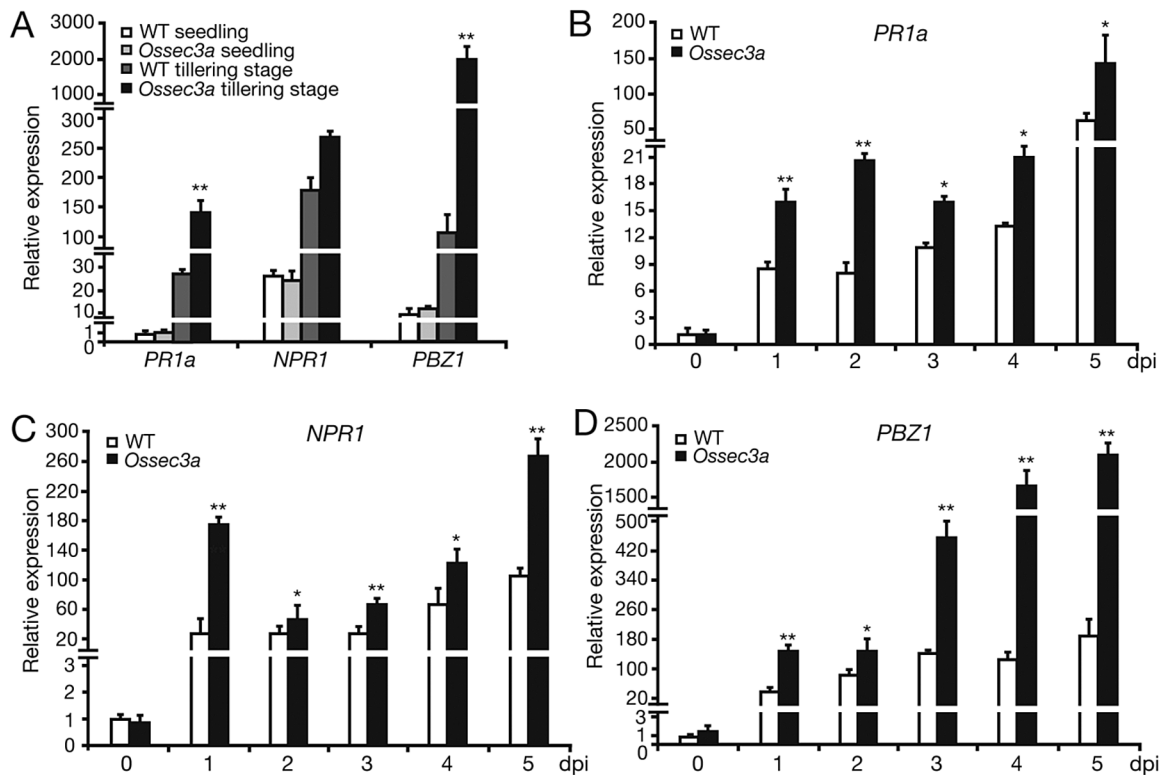 A
3000
2000
1000
300
250
200
150
100
30
20
10
1
0
Relative expression
WT seedling
Ossec3a seedling
WT tillering stage
Ossec3a tillering stage
**
**
PR1a NPR1 PBZ1
B
200
150
100
50
21
18
15
12
9
6
3
0
Relative expression
WT
Ossec3a
PR1a
** ** * * *
0 1 2 3 4 5 dpi
C
300
260
220
180
140
100
60
20
3
2
1
0
Relative expression
WT
Ossec3a
NPR1
** * ** * **
0 1 2 3 4 5 dpi
D
2500
2000
1500
500
420
340
260
180
100
20
3
1
0
Relative expression
WT
Ossec3a
PBZ1
** * ** ** **
0 1 2 3 4 5 dpi